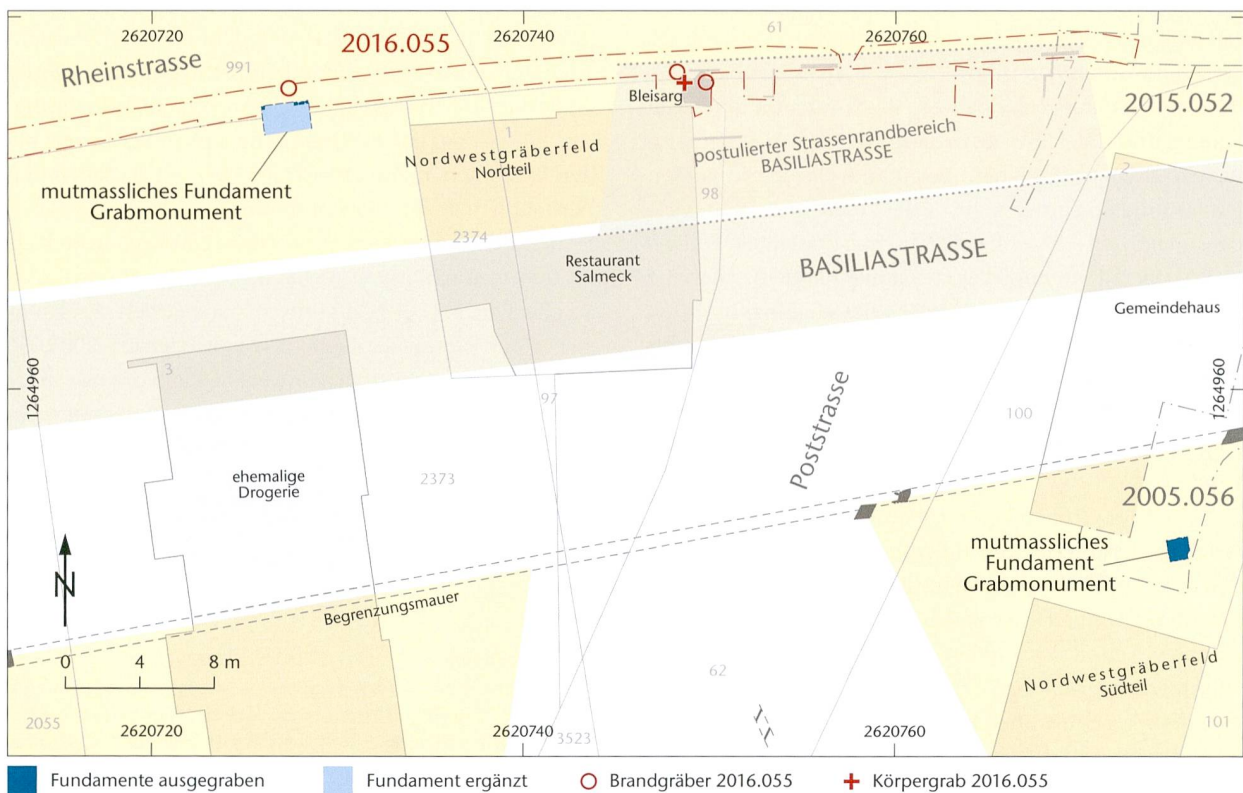 2620720
2620740
2620760
61
2016.055
991
Rheinstrasse
Bleisarg
2015.052
1
Nordwestgräberfeld
Nordteil
postulierter Strassenrandbereich
BASILIASTRASSE
mutmassliches Fundament
Grabmonument
98
2
2374
Restaurant
Salmeck
BASILIASTRASSE
Gemeindehaus
3
1264960
1264960
97
100
Poststrasse
ehemalige
Drogerie
2373
2005.056
mutmassliches
Fundament
Grabmonument
N
Begrenzungsmauer
0 4 8 m
62
Nordwestgräberfeld
Südteil
2055
2620720
2620740
3523
2620760
101
Fundamente ausgegraben
Fundament ergänzt
Brandgräber 2016.055
Körpergrab 2016.055